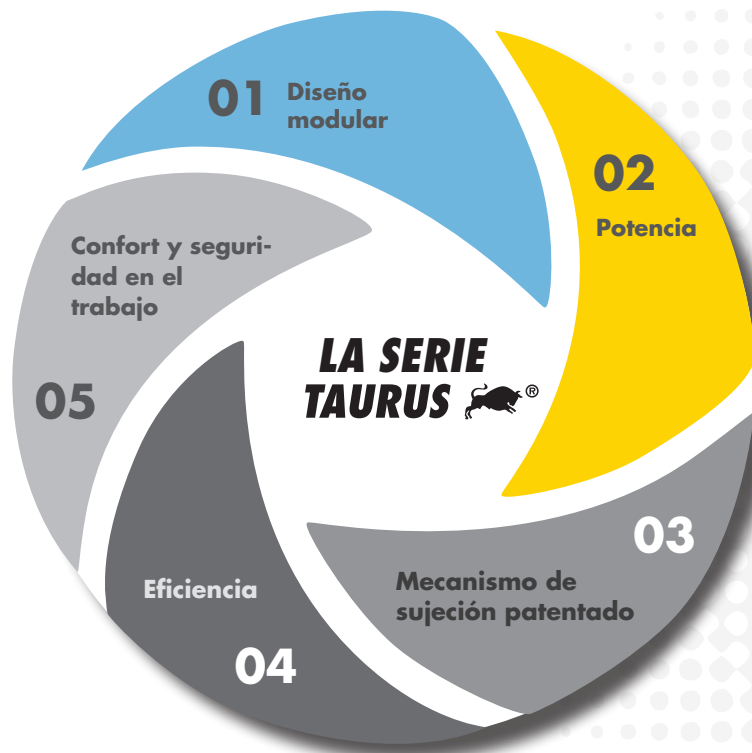 01 Diseño
modular
02
Potencia
Confort y seguri-
dad en el
trabajo
05
LA SERIE
TAURUS ®
03
Mecanismo de
sujeción patentado
Eficiencia
04